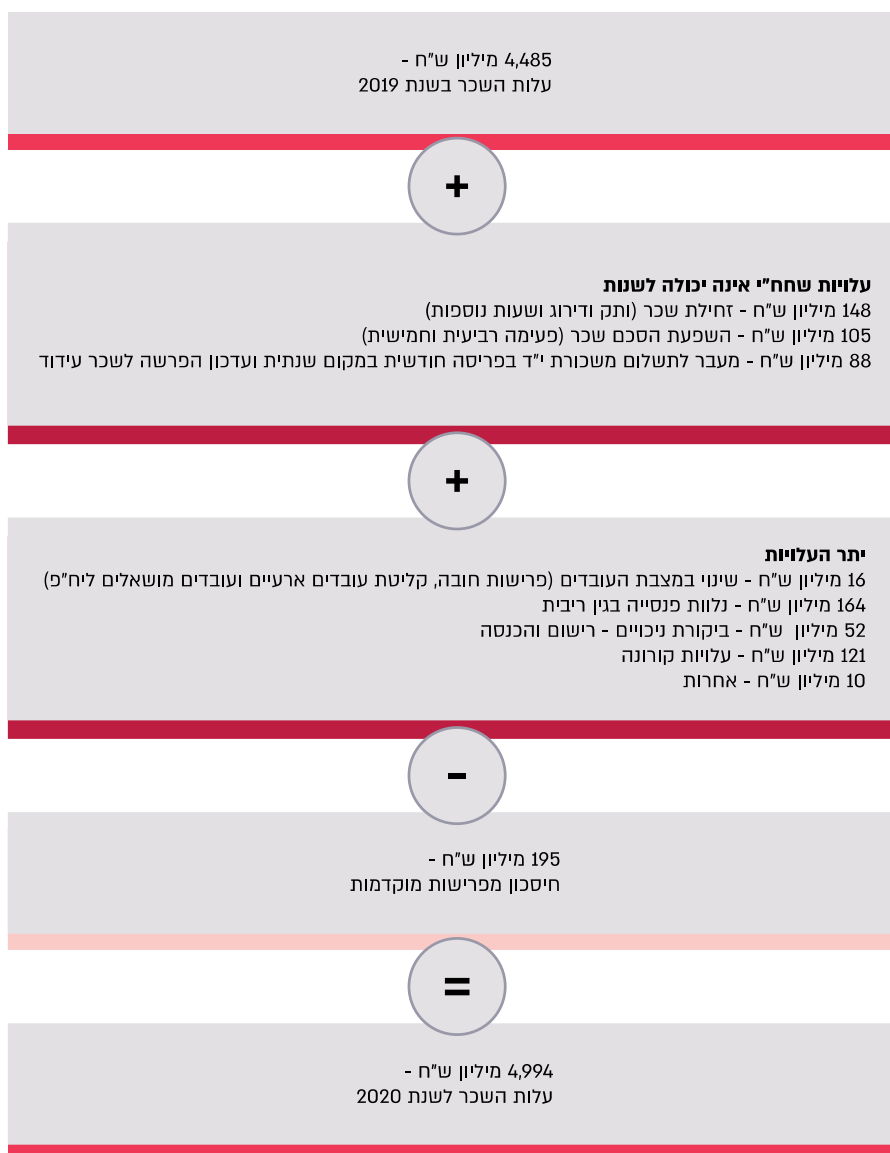 4,485 מיליון ש"ח -
עלות השכר בשנת 2019
+
עלויות שחח"י אינה יכולה לשנות
148 מיליון ש"ח - זחילת שכר (ותק ודירוג ושעות נוספות)
105 מיליון ש"ח - השפעת הסכם שכר (פעימה רביעית וחמישית)
88 מיליון ש"ח - מעבר לתשלום משכורת י"ד בפריסה חודשית במקום שנתית ועדכון הפרשה לשכר עידוד
+
יתר העלויות
16 מיליון ש"ח - שינוי במצבת העובדים (פרישות חובה, קליטת עובדים ארעיים ועובדים מושאלים ליח"פ)
164 מיליון ש"ח - נלוות פנסייה בגין ריבית
52 מיליון ש"ח - ביקורת ניכויים - רישום והכנסה
121 מיליון ש"ח - עלויות קורונה
10 מיליון ש"ח - אחרות
-
195 מיליון ש"ח -
חיסכון מפרישות מוקדמות
=
4,994 מיליון ש"ח -
עלות השכר לשנת 2020